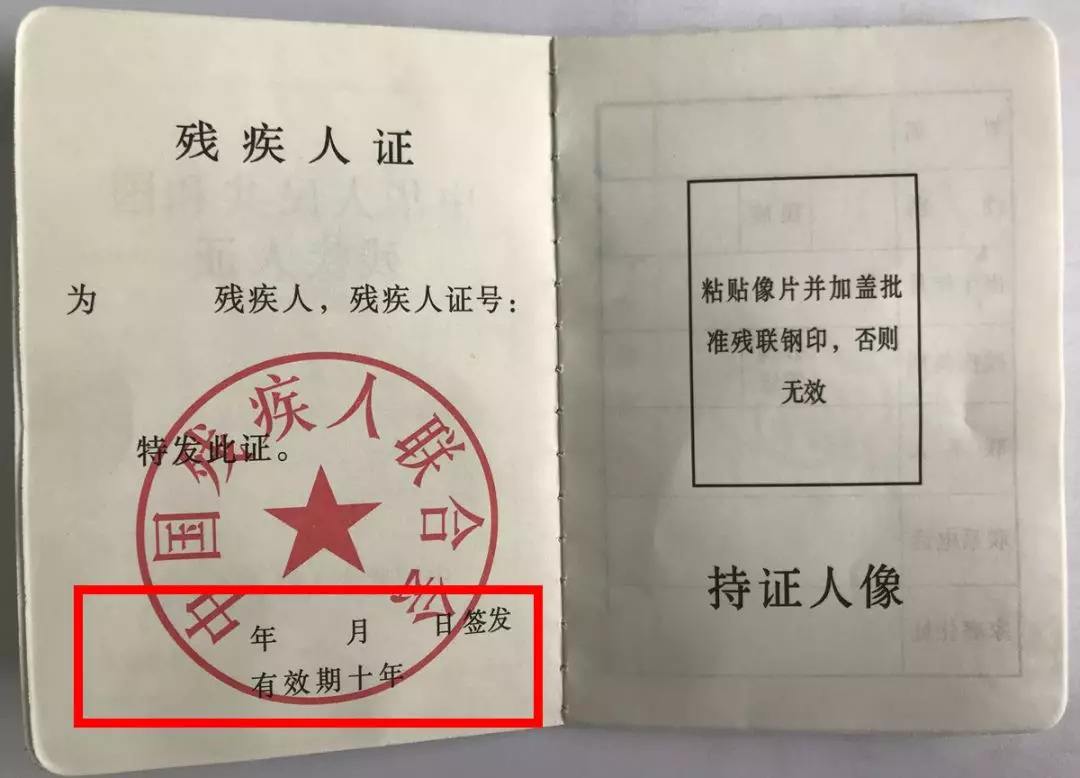 残疾人证
为 残疾人，残疾人证号：
特发此证。
中国残疾人联合会
年 月 日签发
有效期十年
粘贴像片并加盖批
准残联钢印，否则
无效
持证人像